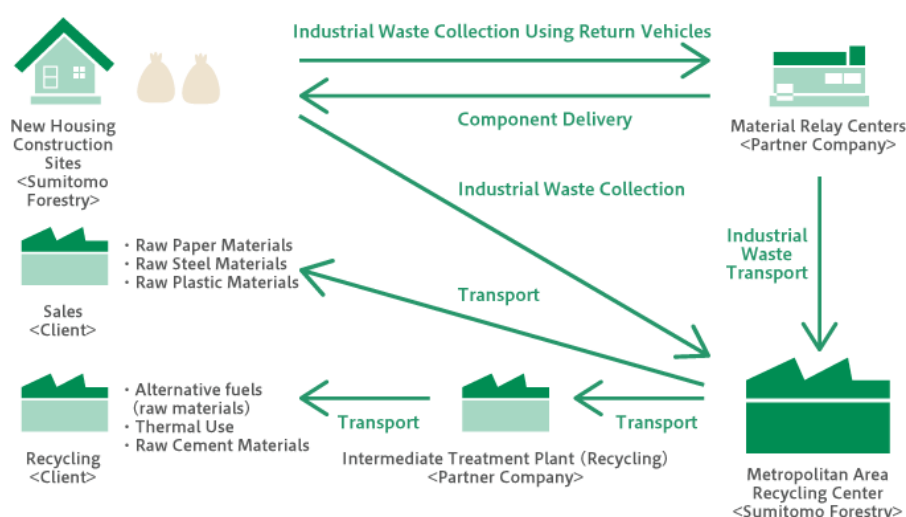 Industrial Waste Collection Using Return Vehicles
Component Delivery
New Housing
Construction
Sites
<Sumitomo
Forestry>
Material Relay Centers
<Partner Company>
Industrial Waste Collection
Industrial
Waste
Transport
・Raw Paper Materials
・Raw Steel Materials
・Raw Plastic Materials
Sales
<Client>
Transport
・Alternative fuels
(raw materials)
・Thermal Use
・Raw Cement Materials
Recycling
<Client>
Transport
Transport
Intermediate Treatment Plant (Recycling)
<Partner Company>
Metropolitan Area
Recycling Center
<Sumitomo Forestry>